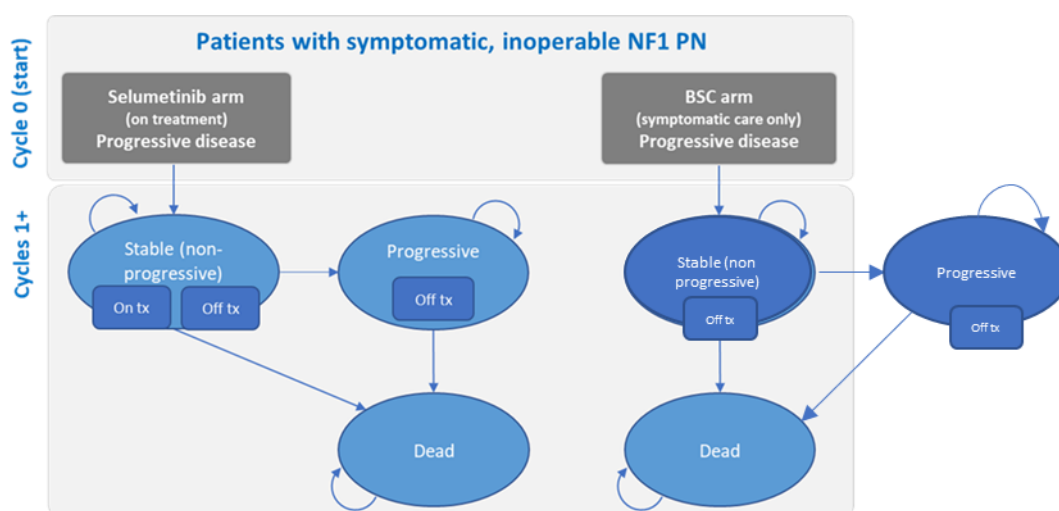 Patients with symptomatic, inoperable NF1 PN
Cycle 0 (start)
Selumetinib arm
(on treatment)
Progressive disease
BSC arm
(symptomatic care only)
Progressive disease
Cycles 1+
Stable (non-
progressive)
On tx
Off tx
Progressive
Off tx
Stable (non
progressive)
Off tx
Progressive
Off tx
Dead
Dead